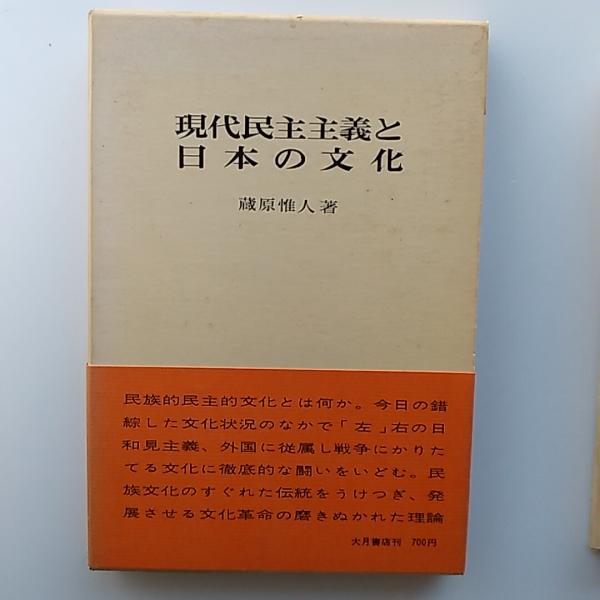 現代民主主義と
日本の文化
蔵原惟人著
民族的民主的文化とは何か。今日の錯
綜した文化状況のなかで「左」右の日
和見主義、外国に従属し戦争にかりた
てる文化に徹底的な闘いをいどむ。民
族文化のすぐれた伝統をうけつぎ、発
展させる文化革命の磨きぬかれた理論
大月書店刊 700円